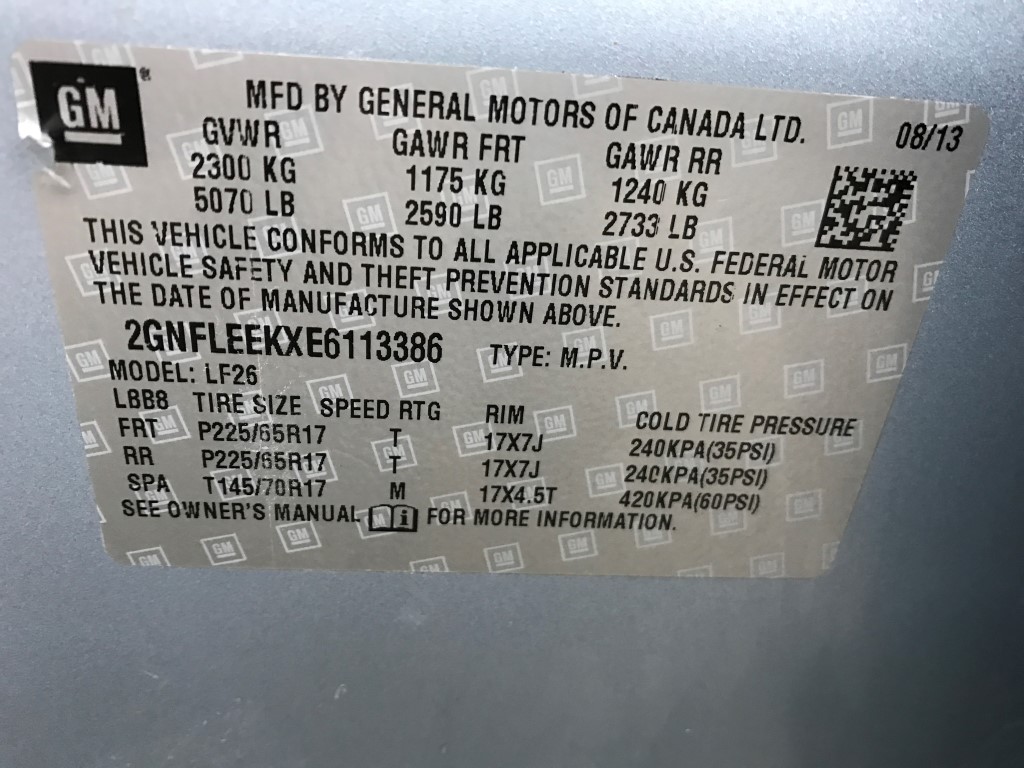 GM ®
MFD BY GENERAL MOTORS OF CANADA LTD. 08/13
GVWR GAWR FRT GAWR RR
2300 KG 1175 KG 1240 KG
5070 LB 2590 LB 2733 LB
THIS VEHICLE CONFORMS TO ALL APPLICABLE U.S. FEDERAL MOTOR
VEHICLE SAFETY AND THEFT PREVENTION STANDARDS IN EFFECT ON
THE DATE OF MANUFACTURE SHOWN ABOVE.
2GNFLEEKXE6113386 TYPE: M.P.V.
MODEL: LF26
L8B8 TIRE SIZE SPEED RTG RIM COLD TIRE PRESSURE
FRT P225/65R17 T 17X7J 240KPA(35PSI)
RR P225/65R17 T 17X7J 240KPA(35PSI)
SPA T145/70R17 M 17X4.5T 420KPA(60PSI)
SEE OWNER'S MANUAL i FOR MORE INFORMATION.